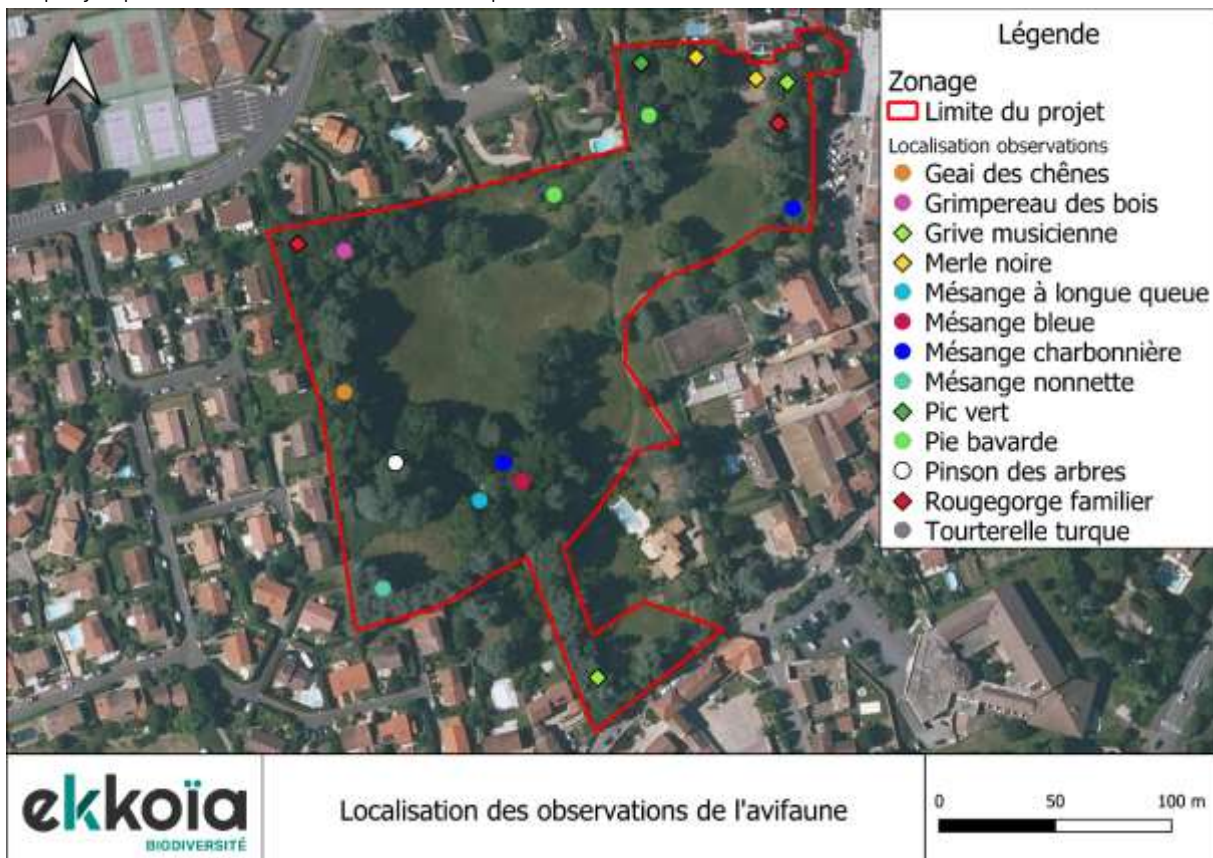 Légende
Zonage
Limite du projet
Localisation observations
Geai des chênes
Grimpereau des bois
Grive musicienne
Merle noire
Mésange à longue queue
Mésange bleue
Mésange charbonnière
Mésange nonnette
Pic vert
Pie bavarde
Pinson des arbres
Rougegorge familier
Tourterelle turque
ekkoïa
BIODIVERSITÉ
Localisation des observations de l'avifaune
0 50 100 m